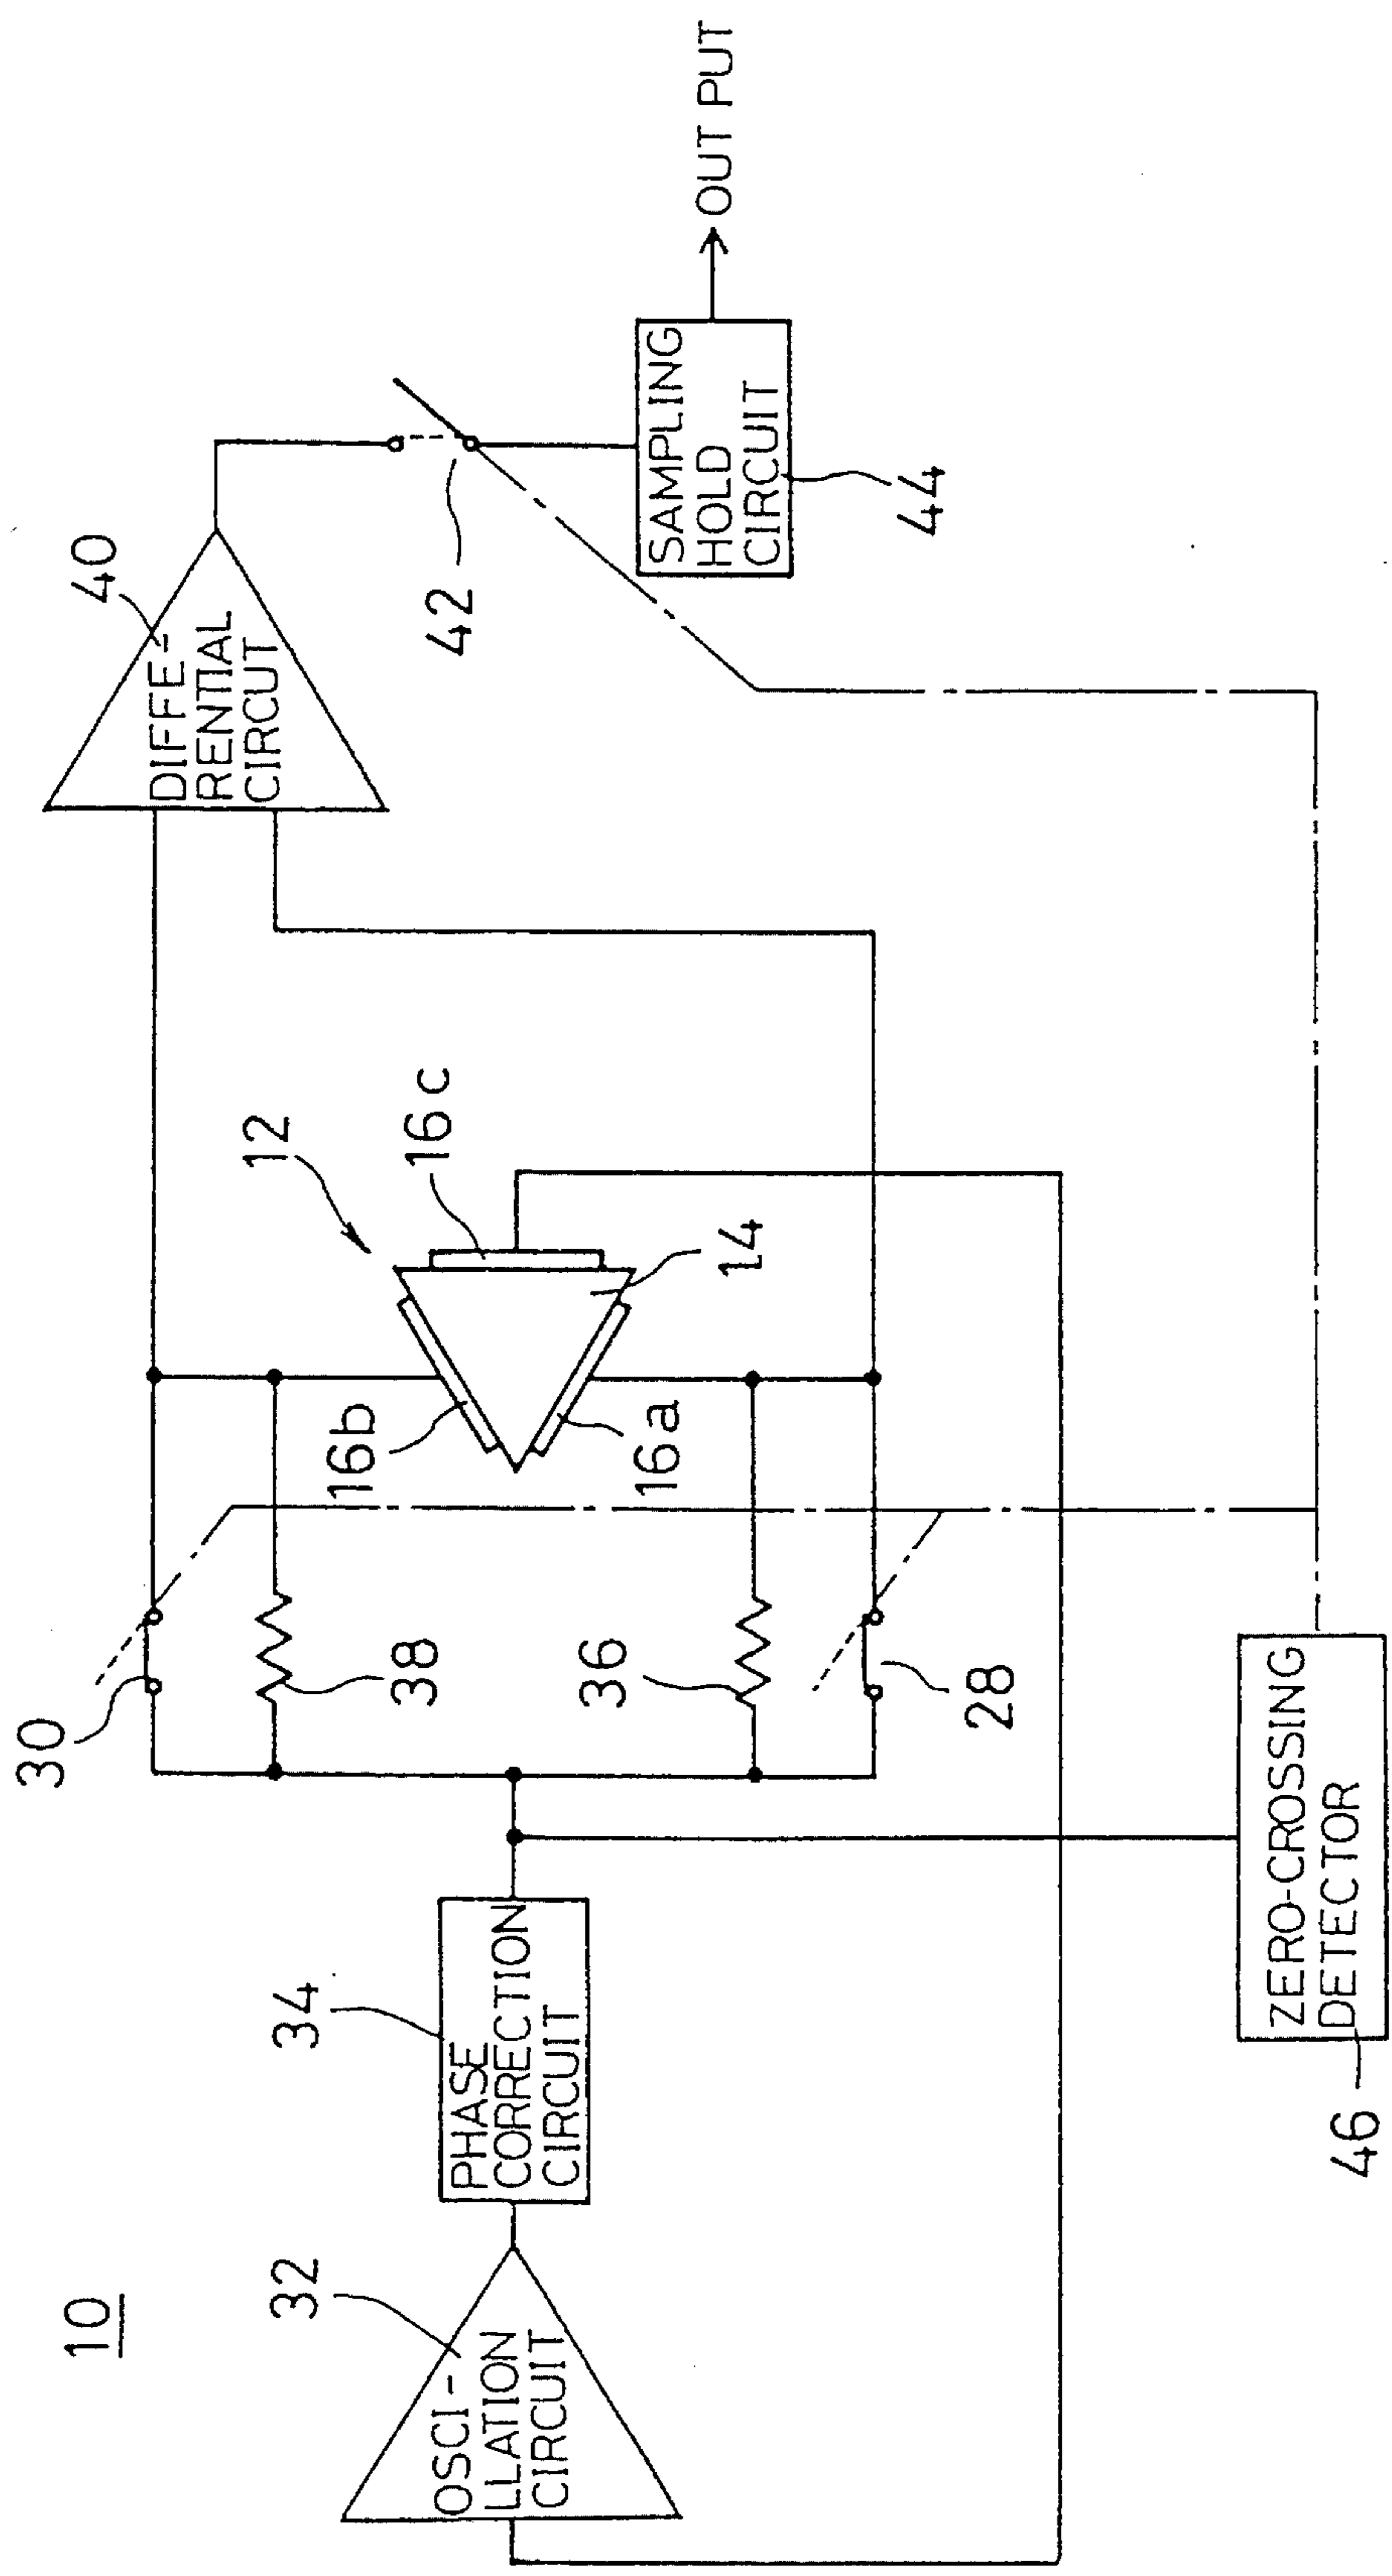 10
32
OSCI-
LLATION
CIRCUIT
34
PHASE
CORRECTION
CIRCUIT
30
38
36
28
16b
16a
12
16c
14
40
DIFFE-
RENTIAL
CIRCUT
42
SAMPLING
HOLD
CIRCUIT
44
OUT PUT
ZERO-CROSSING
DETECTOR
46